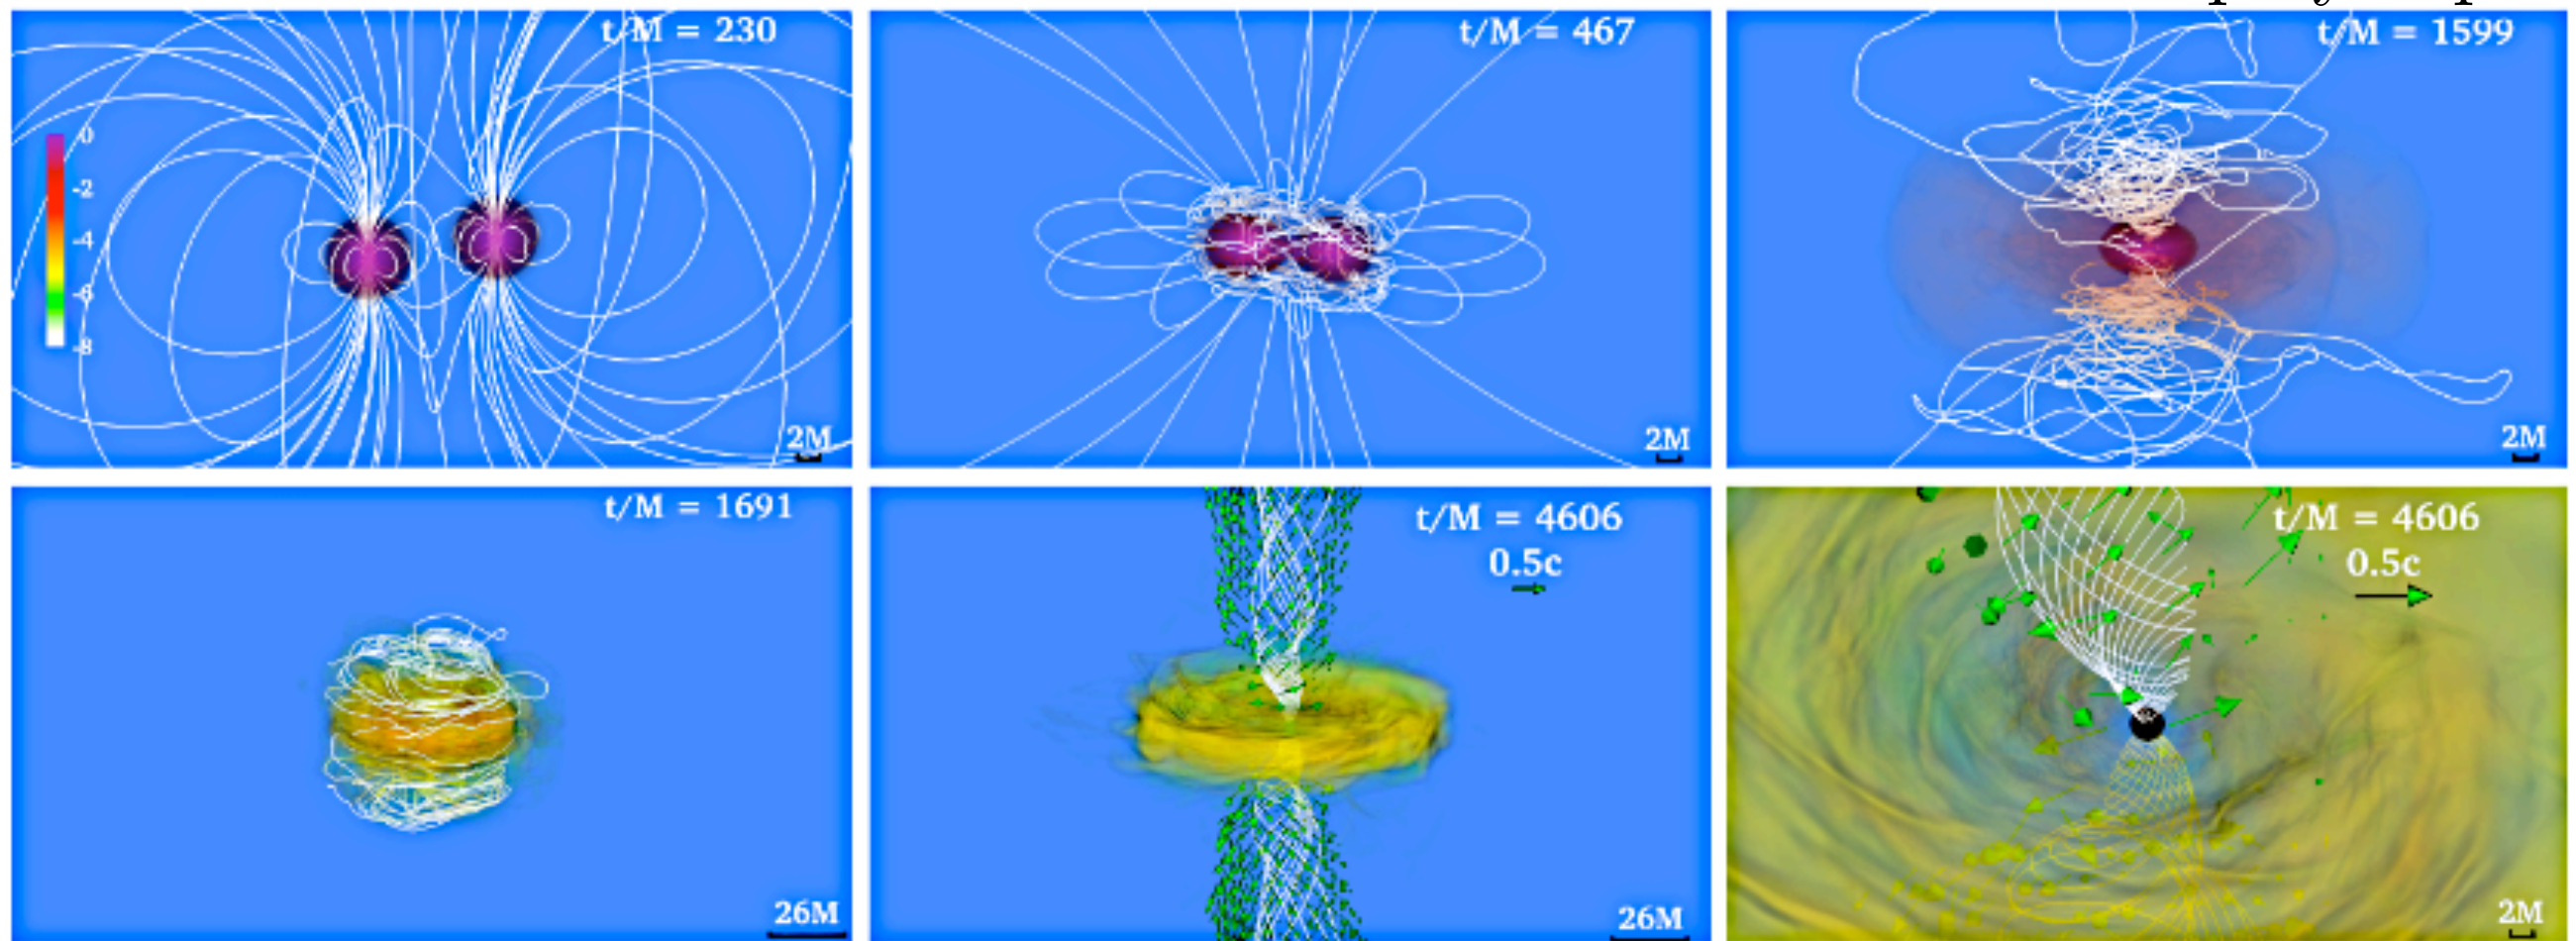 t/M = 230
0
-2
-4
-6
-8
2M
t/M = 467
2M
t/M = 1599
2M
t/M = 1691
26M
t/M = 4606
0.5c
26M
t/M = 4606
0.5c
2M